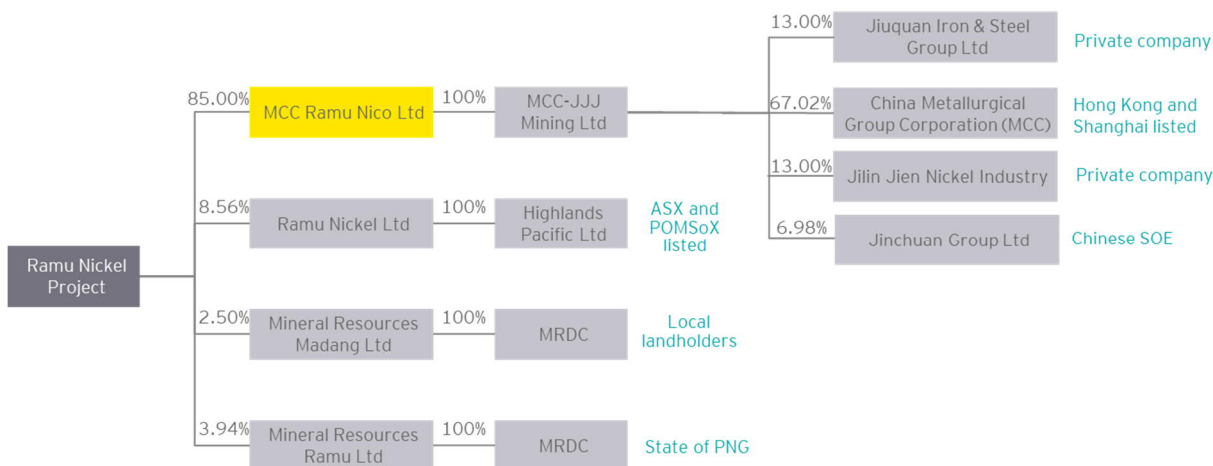 13.00%
Jiuquan Iron & Steel
Group Ltd
Private company
85.00%
MCC Ramu Nico Ltd
100%
MCC-JJJ
Mining Ltd
67.02%
China Metallurgical
Group Corporation (MCC)
Hong Kong and
Shanghai listed
13.00%
Jilin Jien Nickel Industry
Private company
8.56%
Ramu Nickel Ltd
100%
Highlands
Pacific Ltd
ASX and
POMSoX
listed
6.98%
Jinchuan Group Ltd
Chinese SOE
Ramu Nickel
Project
2.50%
Mineral Resources
Madang Ltd
100%
MRDC
Local
landholders
3.94%
Mineral Resources
Ramu Ltd
100%
MRDC
State of PNG